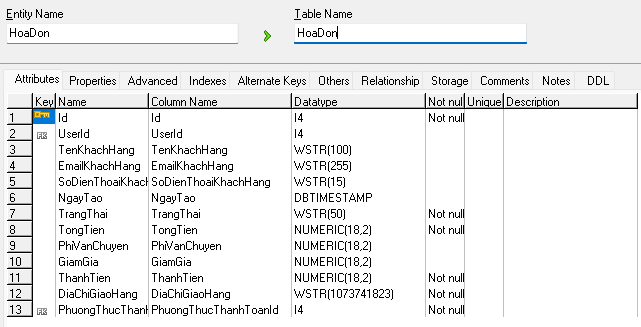 Entity Name Table Name
HoaDon HoaDon
Attributes Properties Advanced Indexes Alternate Keys Others Relationship Storage Comments Notes DDL
Key Name Column Name Datatype Not nul Unique Description
1 Id Id I4 Not null
2 FK UserId UserId I4
3 TenKhachHang TenKhachHang WSTR(100)
4 EmailKhachHang EmailKhachHang WSTR(255)
5 SoDienThoaiKhach SoDienThoaiKhachHang WSTR(15)
6 NgayTao NgayTao DBTIMESTAMP
7 TrangThai TrangThai WSTR(50) Not null
8 TongTien TongTien NUMERIC(18,2) Not null
9 PhiVanChuyen PhiVanChuyen NUMERIC(18,2)
10 GiamGia GiamGia NUMERIC(18,2)
11 ThanhTien ThanhTien NUMERIC(18,2) Not null
12 DiaChiGiaoHang DiaChiGiaoHang WSTR(1073741823)
13 FK PhuongThucThanh PhuongThucThanhToanId I4 Not null